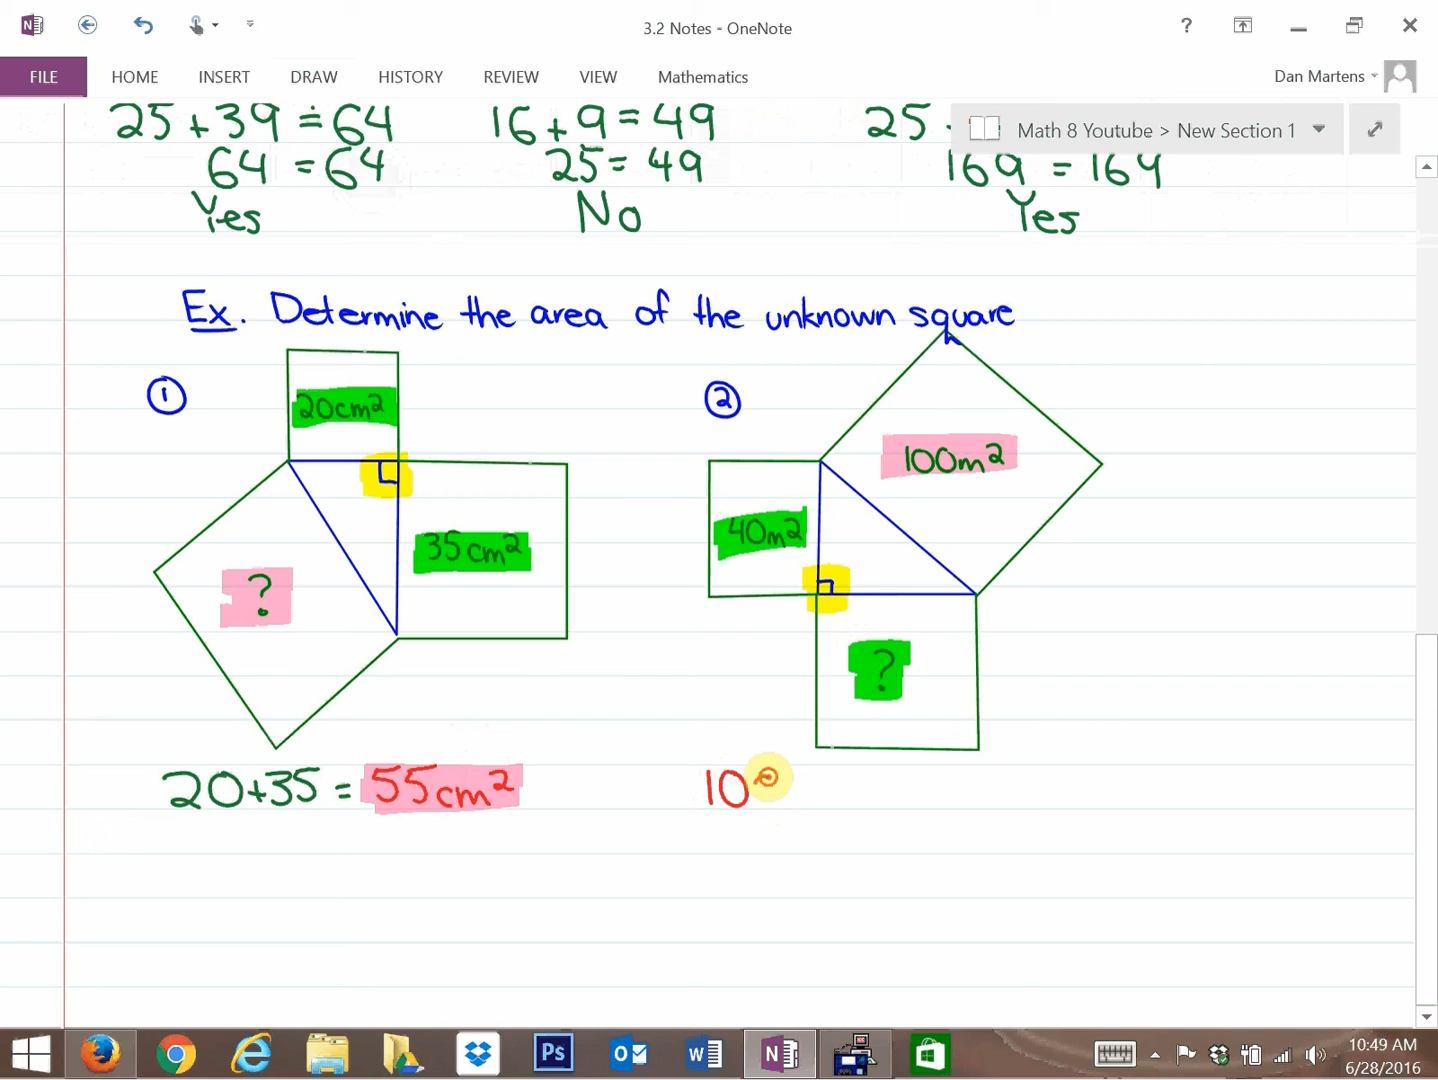 3.2 Notes - OneNote
?
FILE HOME INSERT DRAW HISTORY REVIEW VIEW Mathematics
Dan Martens
Math 8 Youtube > New Section 1
25 + 39 = 64
64 = 64
Yes
16 + 9 = 49
25 = 49
No
25
169 = 169
Yes
Ex. Determine the area of the unknown square
1
20cm²
35cm²
?
20+35 = 55cm²
2
100m²
40m²
?
10
10:49 AM
6/28/2016